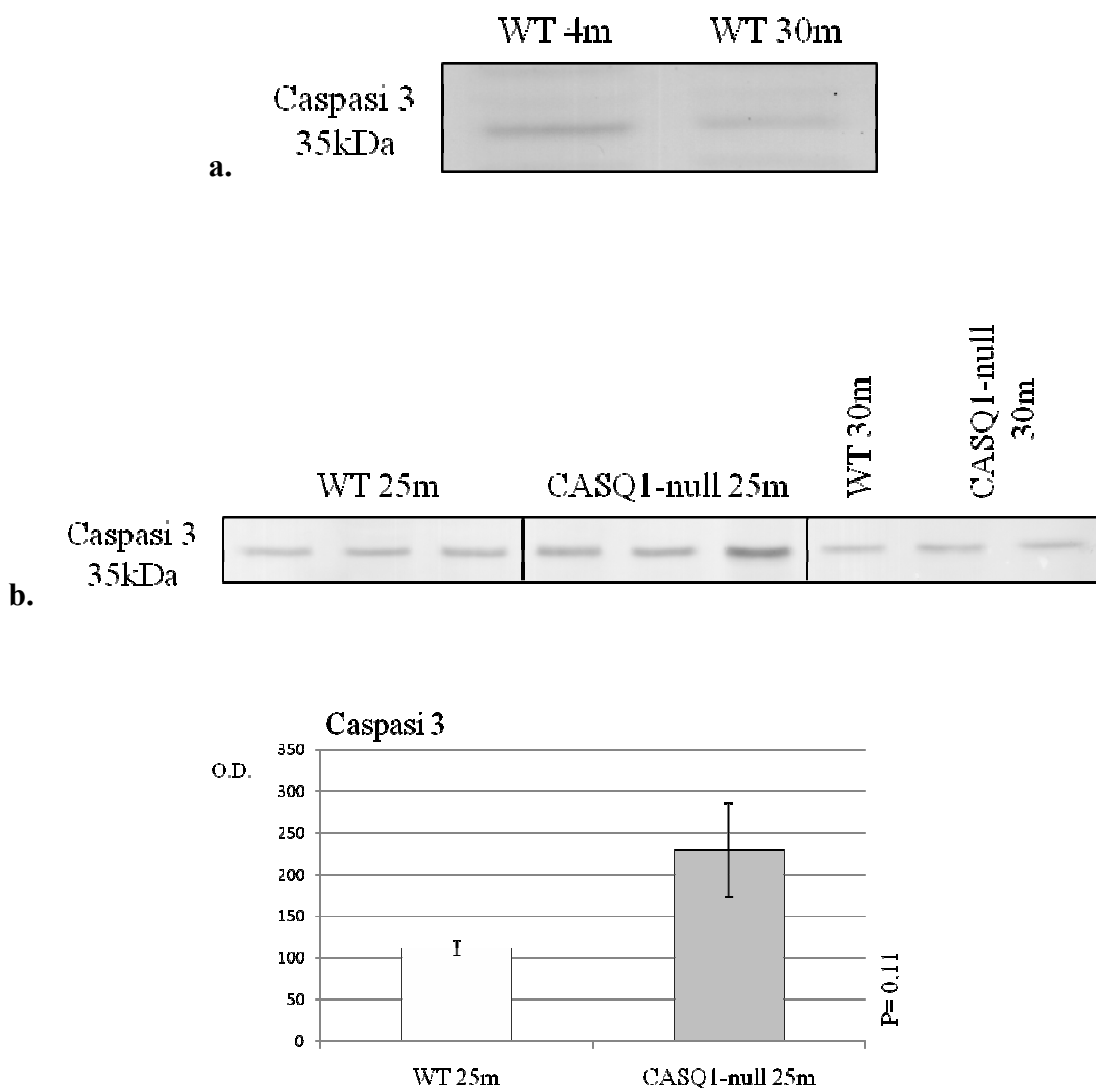 WT 4m WT 30m
Caspasi 3
35kDa
a.
WT 30m
CASQ1-null
30m
WT 25m CASQ1-null 25m
Caspasi 3
35kDa
b.
Caspasi 3
O.D.
350
300
250
200
150
100
50
0
P= 0.11
WT 25m CASQ1-null 25m